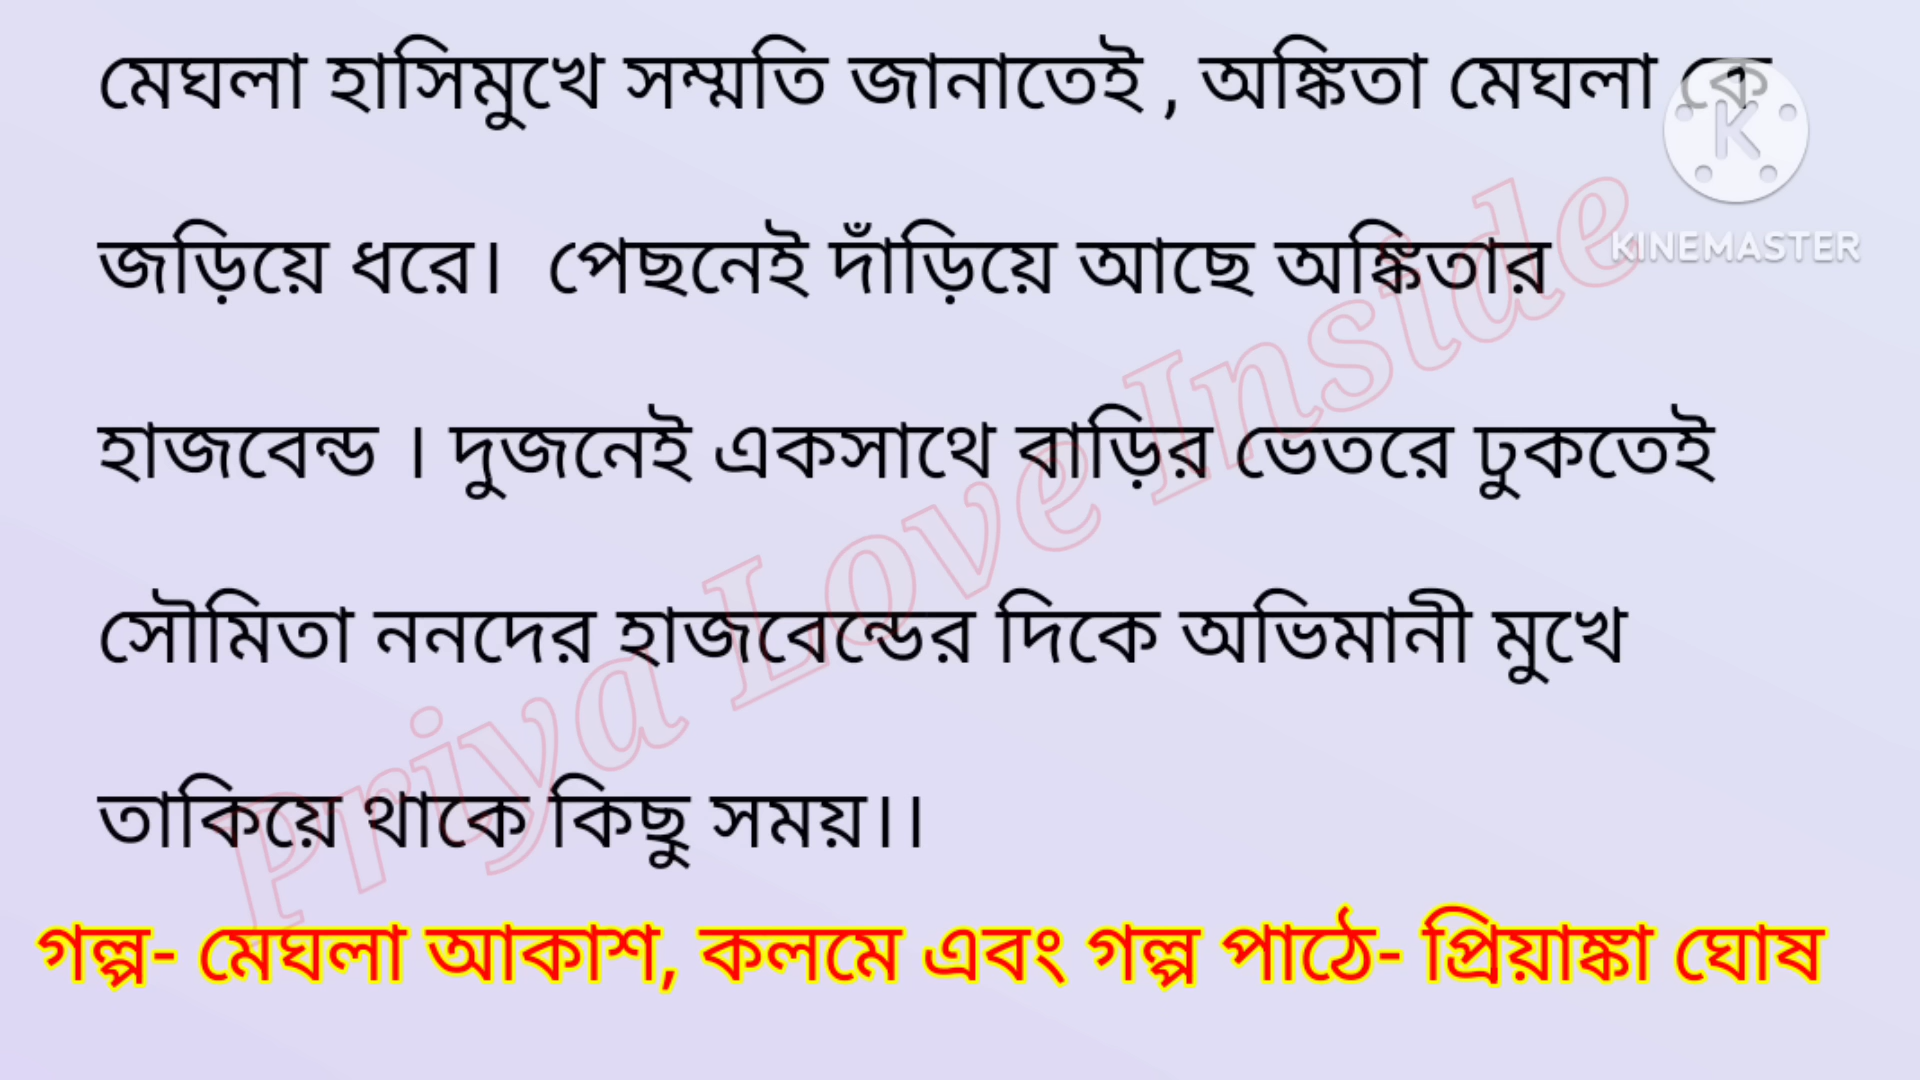 মেঘলা হাসিমুখে সম্মতি জানাতেই , অঙ্কিতা মেঘলা কে
জড়িয়ে ধরে।  পেছনেই দাঁড়িয়ে আছে অঙ্কিতার
হাজবেন্ড । দুজনেই একসাথে বাড়ির ভেতরে ঢুকতেই
সৌমিতা ননদের হাজবেন্ডের দিকে অভিমানী মুখে
তাকিয়ে থাকে কিছু সময়।।
গল্প- মেঘলা আকাশ, কলমে এবং গল্প পাঠে- প্রিয়াঙ্কা ঘোষ
Priya Love Inside
K
KINEMASTER